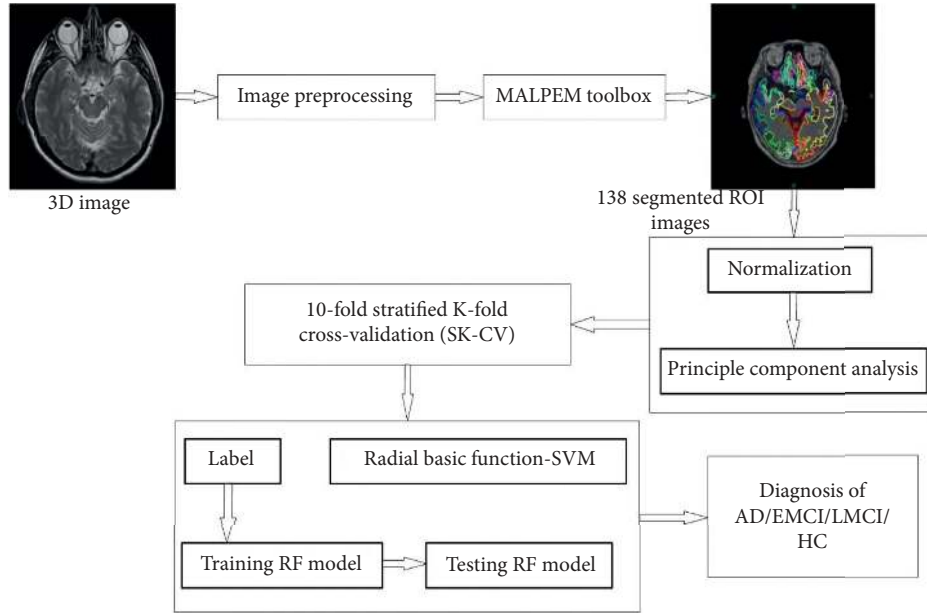 Image preprocessing
MALPEM toolbox
3D image
138 segmented ROI
images
Normalization
Principle component analysis
10-fold stratified K-fold
cross-validation (SK-CV)
Label
Radial basic function-SVM
Training RF model
Testing RF model
Diagnosis of
AD/EMCI/LMCI/
HC